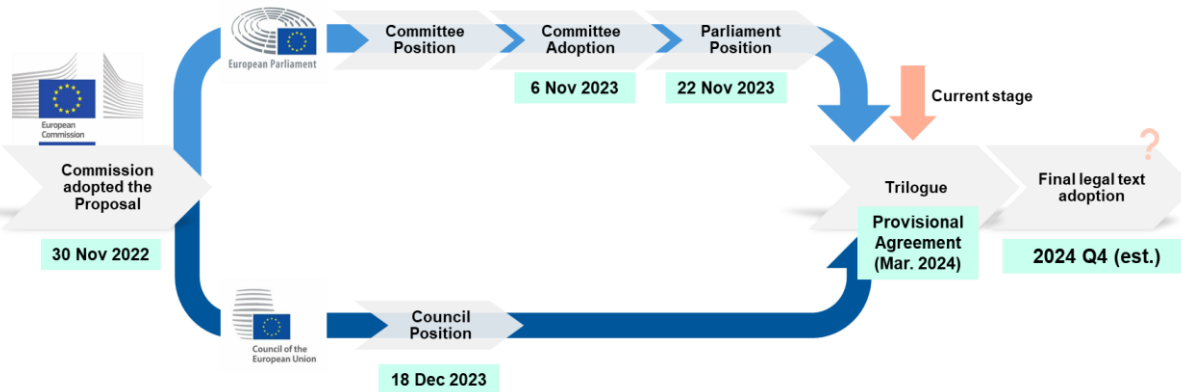 European
Commission
Commission
adopted the
Proposal
30 Nov 2022
European Parliament
Committee
Position
Committee
Adoption
6 Nov 2023
Parliament
Position
22 Nov 2023
Council of the
European Union
Council
Position
18 Dec 2023
Current stage
Trilogue
Provisional
Agreement
(Mar. 2024)
?
Final legal text
adoption
2024 Q4 (est.)